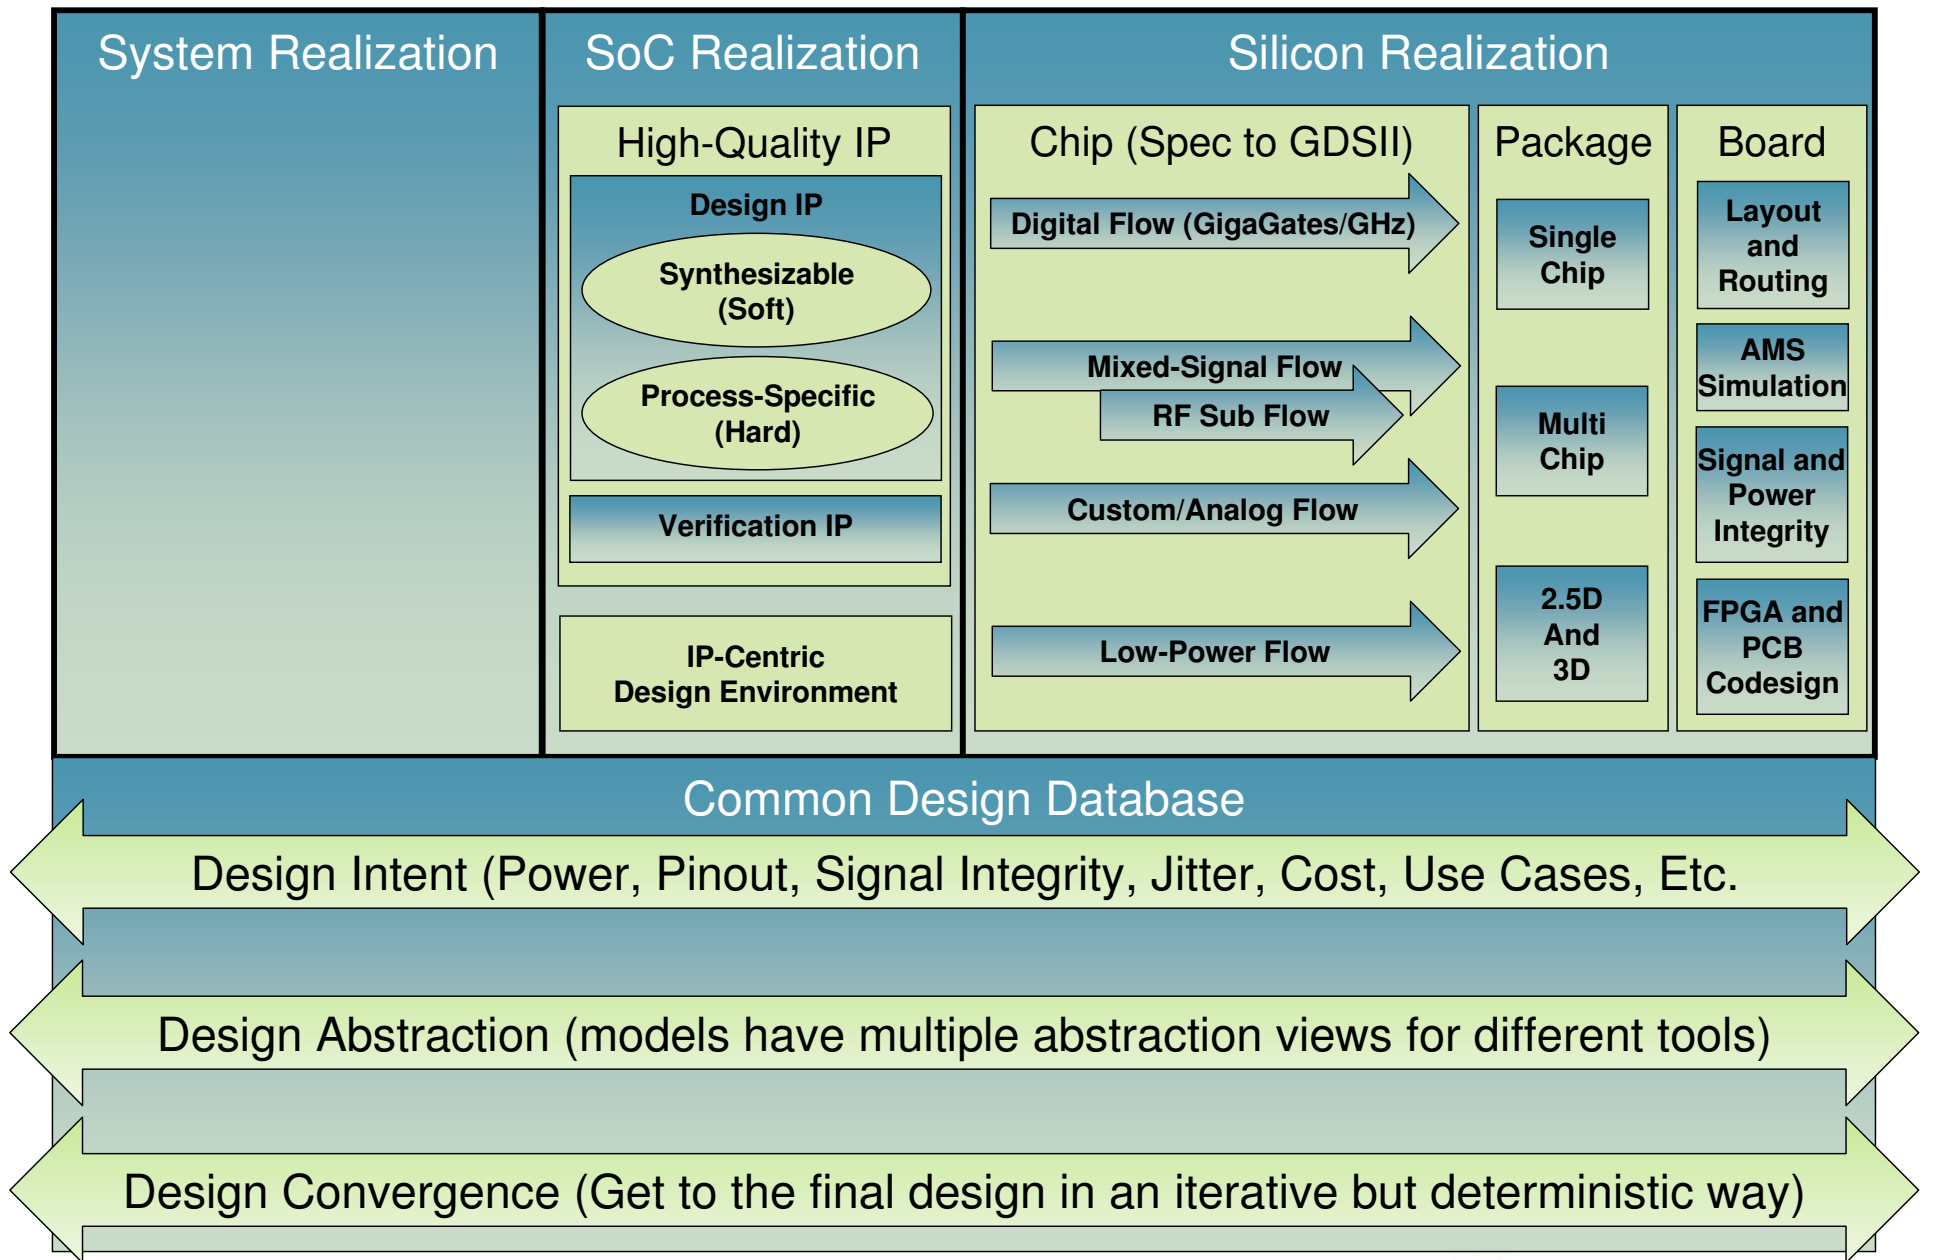 System Realization
SoC Realization
Silicon Realization
High-Quality IP
Design IP
Synthesizable
(Soft)
Process-Specific
(Hard)
Verification IP
IP-Centric
Design Environment
Chip (Spec to GDSII)
Digital Flow (GigaGates/GHz)
Mixed-Signal Flow
RF Sub Flow
Custom/Analog Flow
Low-Power Flow
Package
Single
Chip
Multi
Chip
2.5D
And
3D
Board
Layout
and
Routing
AMS
Simulation
Signal and
Power
Integrity
FPGA and
PCB
Codesign
Common Design Database
Design Intent (Power, Pinout, Signal Integrity, Jitter, Cost, Use Cases, Etc.
Design Abstraction (models have multiple abstraction views for different tools)
Design Convergence (Get to the final design in an iterative but deterministic way)